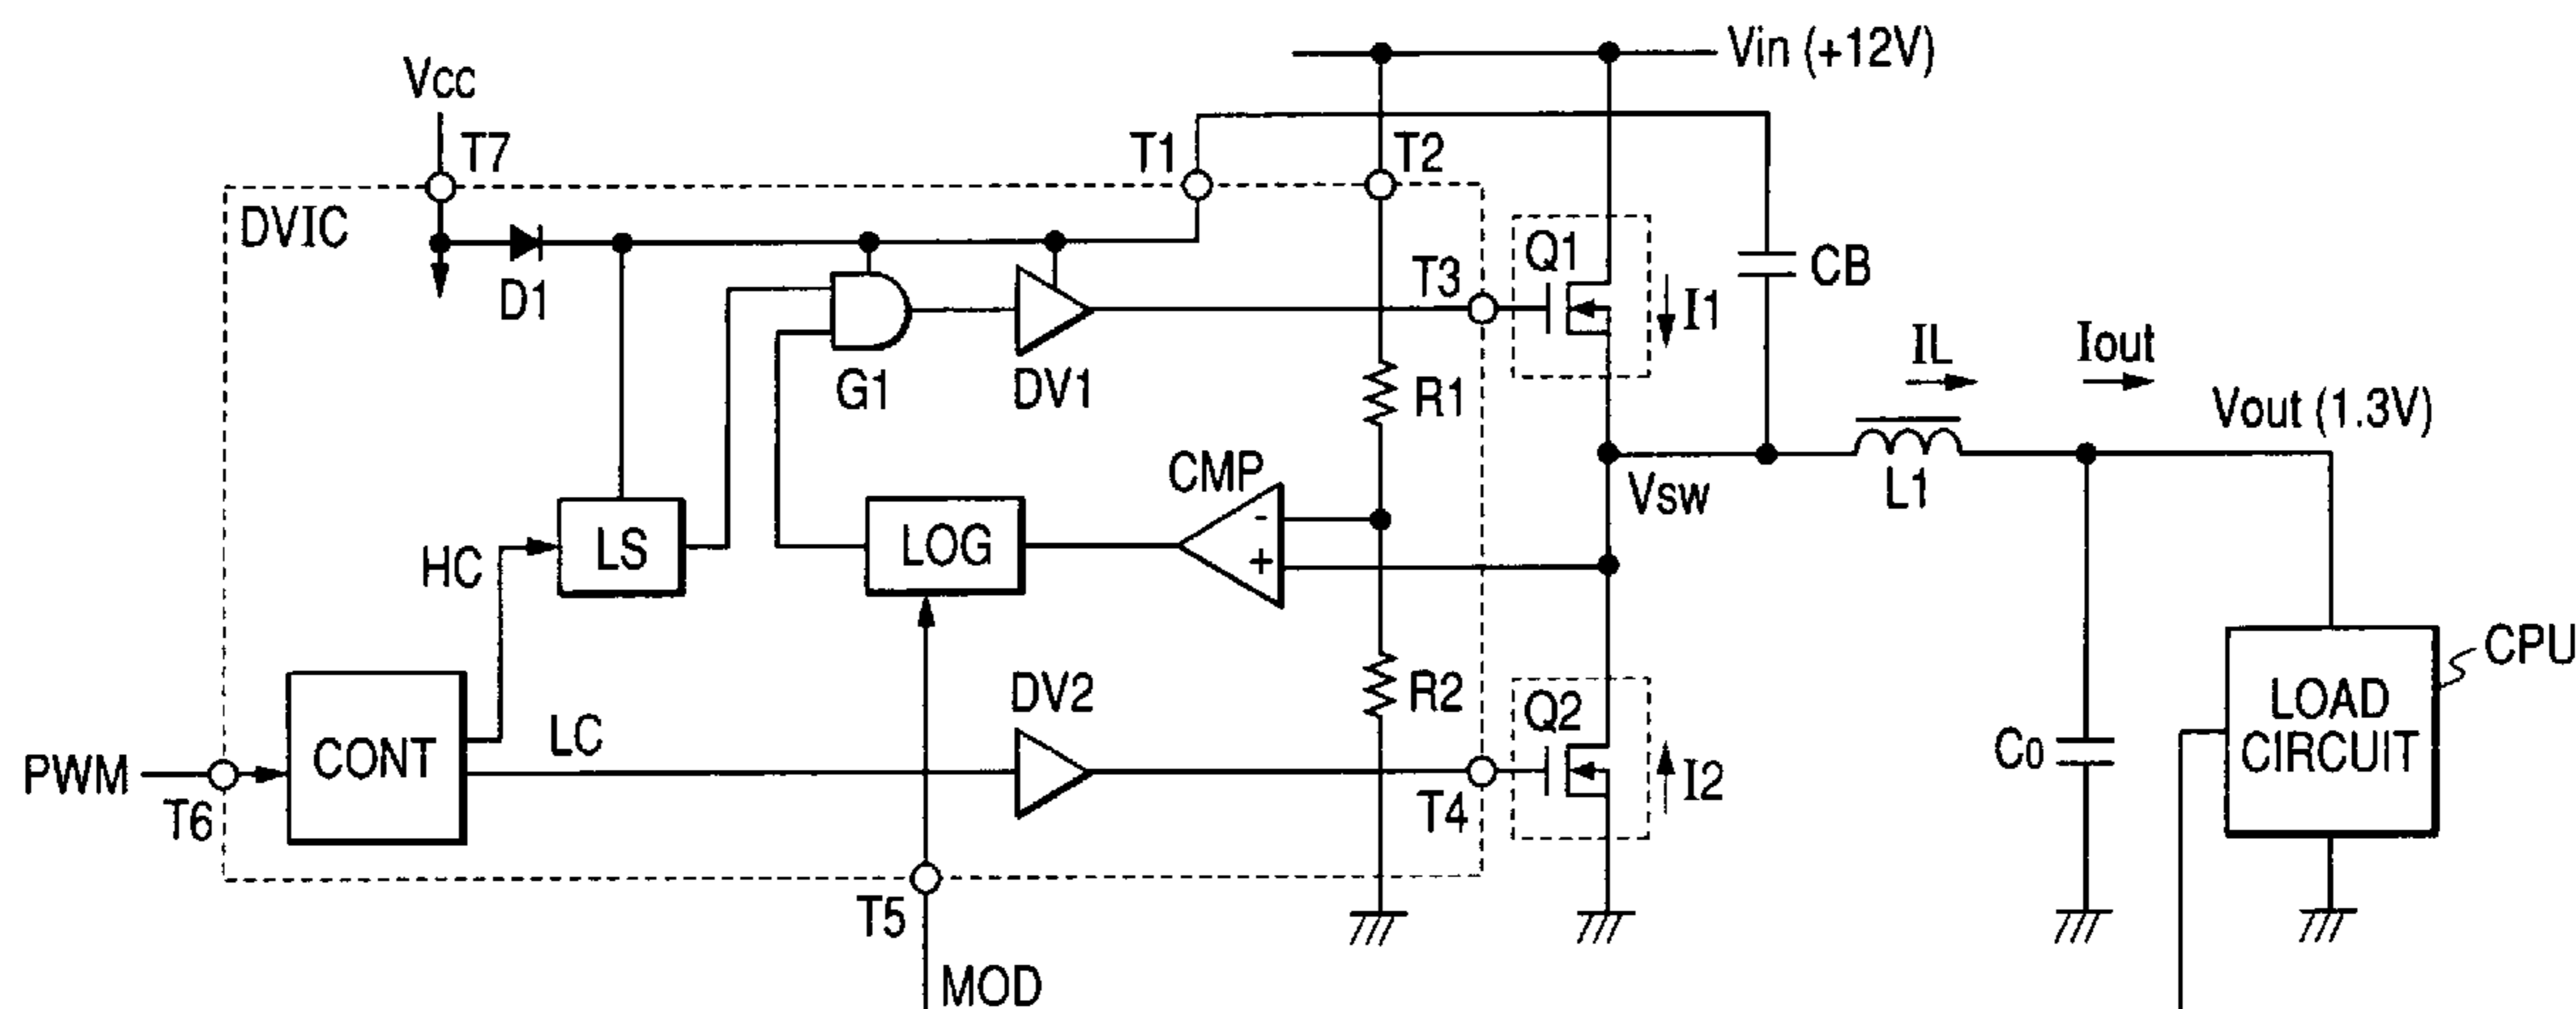 Vin (+12V)
Vcc
T7
T1
T2
DVIC
D1
G1
DV1
T3
Q1
I1
CB
R1
IL
Iout
Vout (1.3V)
L1
Vsw
CMP
-
+
LOG
LS
HC
CONT
LC
DV2
R2
Q2
I2
T4
PWM
T6
T5
MOD
C0
LOAD
CIRCUIT
CPU